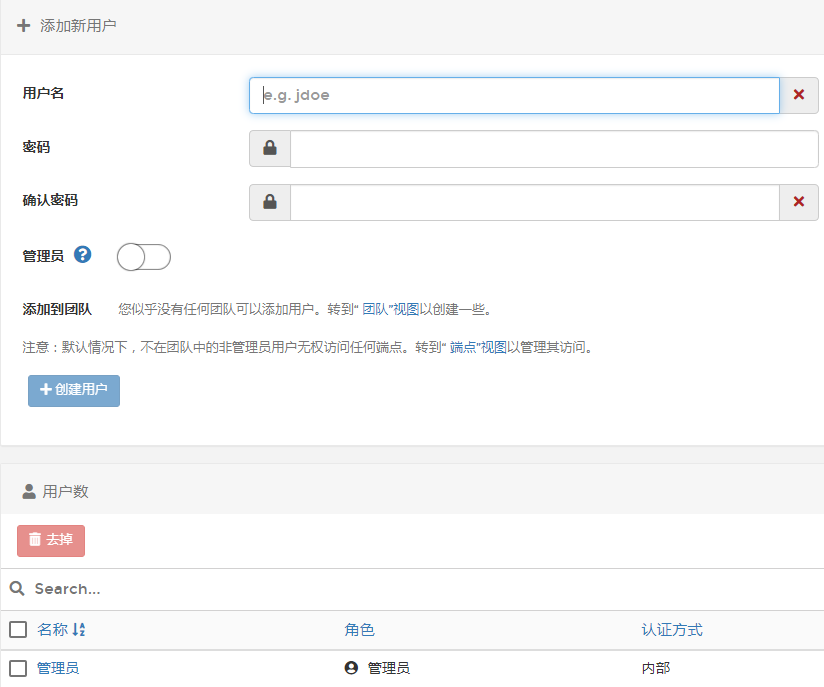 添加新用户
用户名 e.g. jdoe
密码
确认密码
管理员
添加到团队 您似乎没有任何团队可以添加用户。转到“ 团队”视图以创建一些。
注意：默认情况下，不在团队中的非管理员用户无权访问任何端点。转到“ 端点”视图以管理其访问。
创建用户
用户数
去掉
Search...
名称 角色 认证方式
管理员 管理员 内部